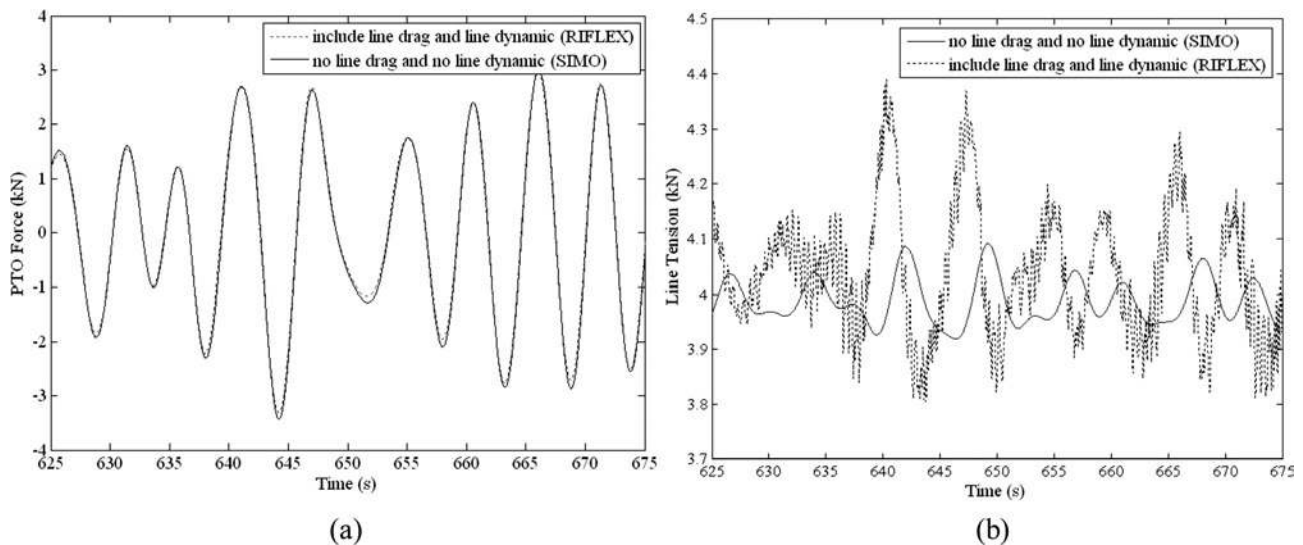 4
3
2
1
0
-1
-2
-3
-4
PTO Force (kN)
include line drag and line dynamic (RIFLEX)
no line drag and no line dynamic (SIMO)
625 630 635 640 645 650 655 660 665 670 675
Time (s)
(a)
4.5
4.4
4.3
4.2
4.1
4
3.9
3.8
3.7
Line Tension (kN)
no line drag and no line dynamic (SIMO)
include line drag and line dynamic (RIFLEX)
625 630 635 640 645 650 655 660 665 670 675
Time (s)
(b)